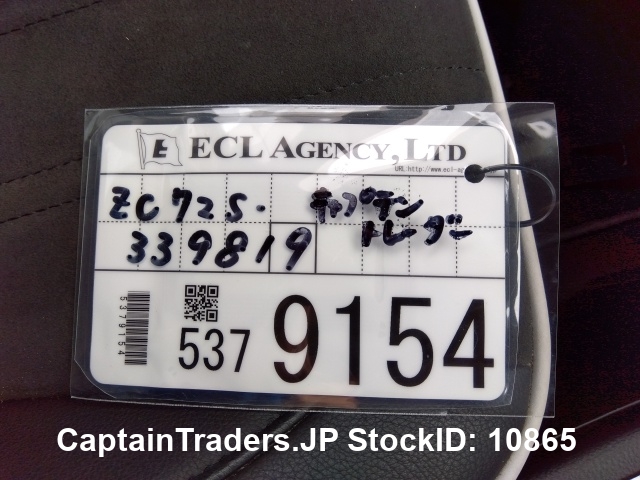 E ECL AGENCY, LTD
URL:http://www.ecl-ag
ZC72S. キャプテン
トレーダー
339819
5379154
537 9154
CaptainTraders.JP StockID: 10865